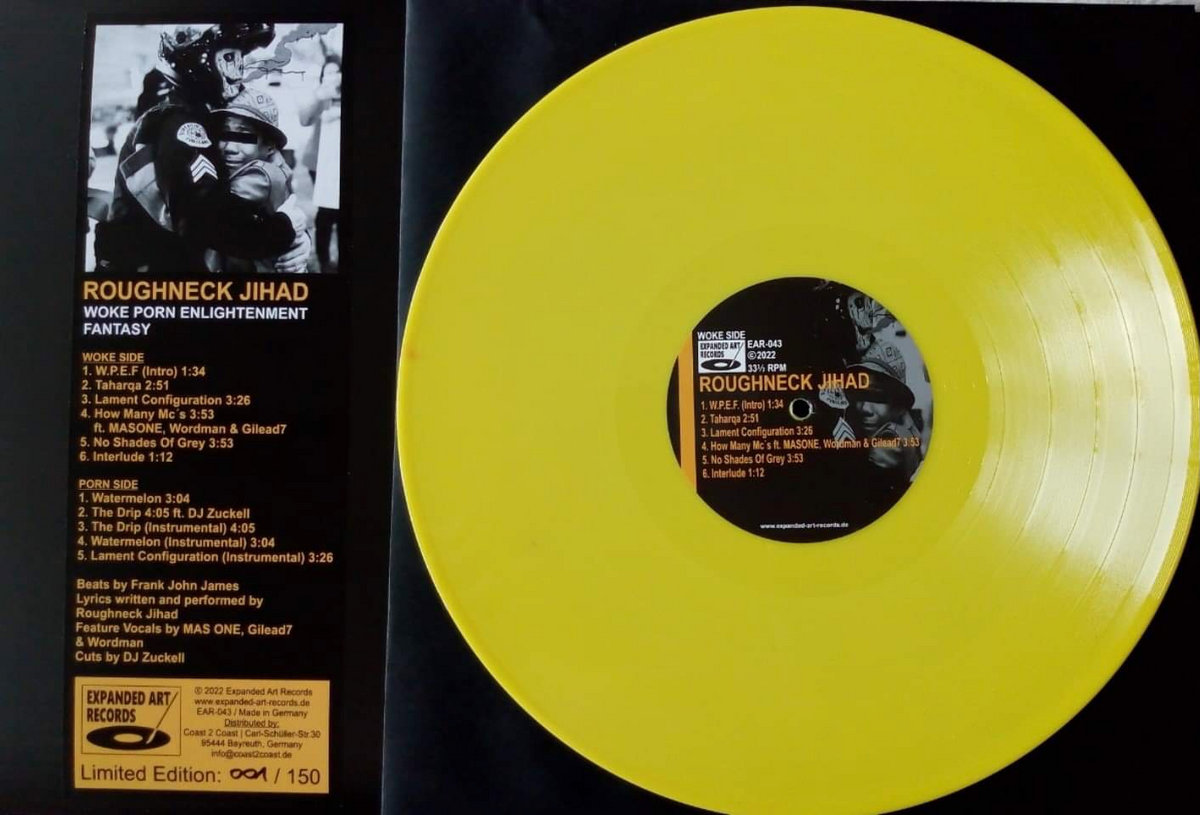 ROUGHNECK JIHAD
WOKE PORN ENLIGHTENMENT
FANTASY
WOKE SIDE
1. W.P.E.F (Intro) 1:34
2. Taharqa 2:51
3. Lament Configuration 3:26
4. How Many Mc´s 3:53
ft. MASONE, Wordman & Gilead7
5. No Shades Of Grey 3:53
6. Interlude 1:12
PORN SIDE
1. Watermelon 3:04
2. The Drip 4:05 ft. DJ Zuckell
3. The Drip (Instrumental) 4:05
4. Watermelon (Instrumental) 3:04
5. Lament Configuration (Instrumental) 3:26
Beats by Frank John James
Lyrics written and performed by
Roughneck Jihad
Feature Vocals by MAS ONE, Gilead7
& Wordman
Cuts by DJ Zuckell
EXPANDED ART
RECORDS
© 2022 Expanded Art Records
www.expanded-art-records.de
EAR-043 / Made in Germany
Distributed by:
Coast 2 Coast | Carl-Schüller-Str.30
95444 Bayreuth, Germany
info@coast2coast.de
Limited Edition: 001 / 150
WOKE SIDE
EXPANDED ART
RECORDS
EAR-043
©2022
33⅓ RPM
ROUGHNECK JIHAD
1. W.P.E.F. (Intro) 1:34
2. Taharqa 2:51
3. Lament Configuration 3:26
4. How Many Mc´s ft. MASONE, Wordman & Gilead7 3:53
5. No Shades Of Grey 3:53
6. Interlude 1:12
www.expanded-art-records.de